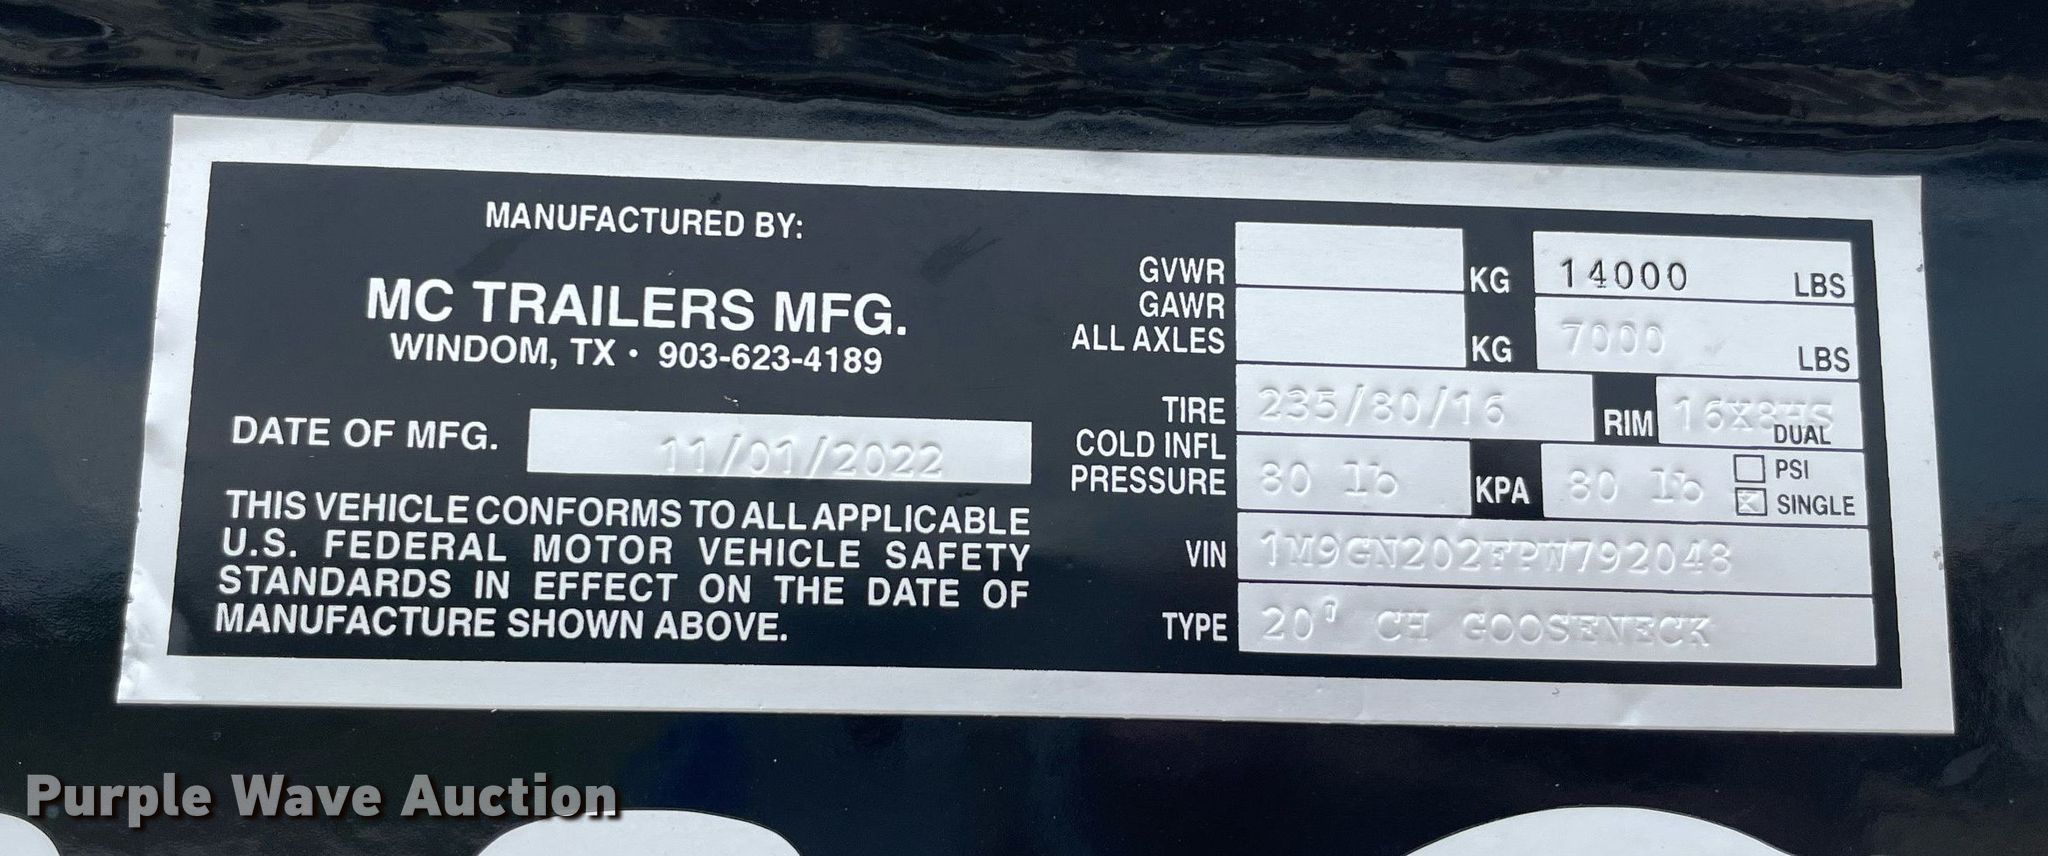 MANUFACTURED BY:
MC TRAILERS MFG.
WINDOM, TX • 903-623-4189
DATE OF MFG. 11/01/2022
THIS VEHICLE CONFORMS TO ALL APPLICABLE
U.S. FEDERAL MOTOR VEHICLE SAFETY
STANDARDS IN EFFECT ON THE DATE OF
MANUFACTURE SHOWN ABOVE.
GVWR KG 14000 LBS
GAWR
ALL AXLES KG 7000 LBS
TIRE 235/80/16 RIM 16X8HS
DUAL
COLD INFL
PRESSURE 80 lb KPA 80 lb PSI
SINGLE
VIN 1M9GN202FPW792048
TYPE 20' CH GOOSENECK
Purple Wave Auction